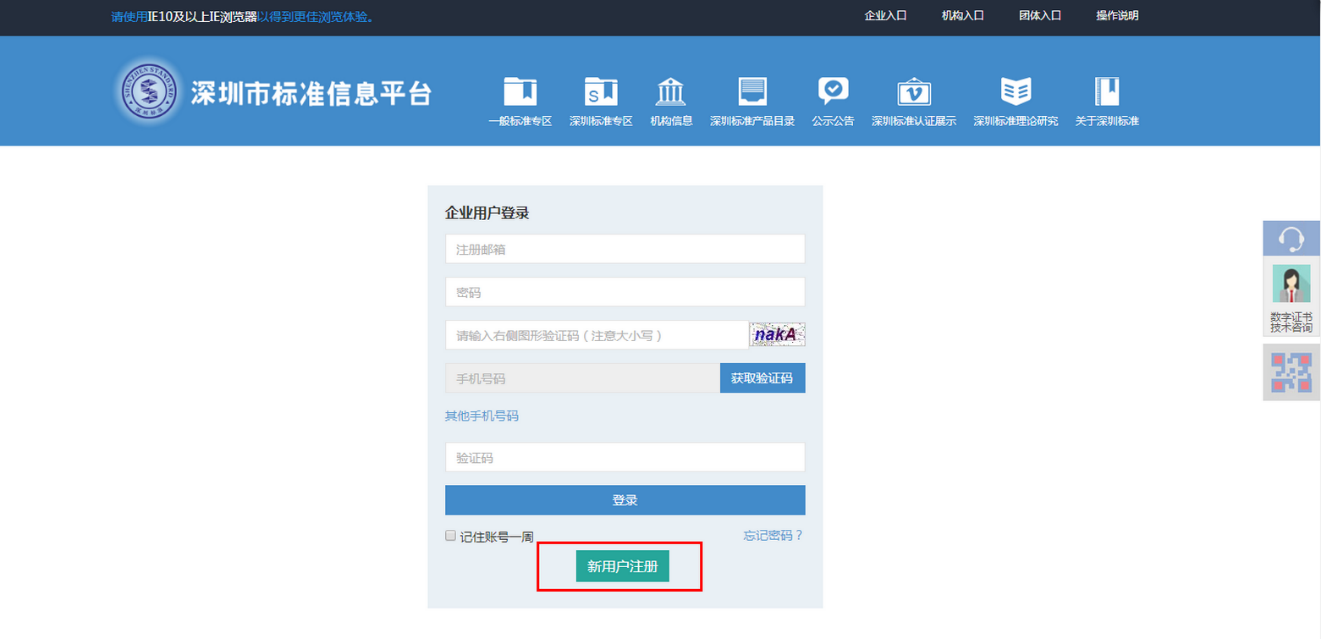 请使用IE10及以上IE浏览器以得到更佳浏览体验。
企业入口 机构入口 团体入口 操作说明
深圳市标准信息平台
一般标准专区 深圳标准专区 机构信息 深圳标准产品目录 公示公告 深圳标准认证展示 深圳标准理论研究 关于深圳标准
企业用户登录
注册邮箱
密码
请输入右侧图形验证码（注意大小写） nakA
手机号码 获取验证码
其他手机号码
验证码
登录
记住账号一周 忘记密码？
新用户注册
数字证书
技术咨询